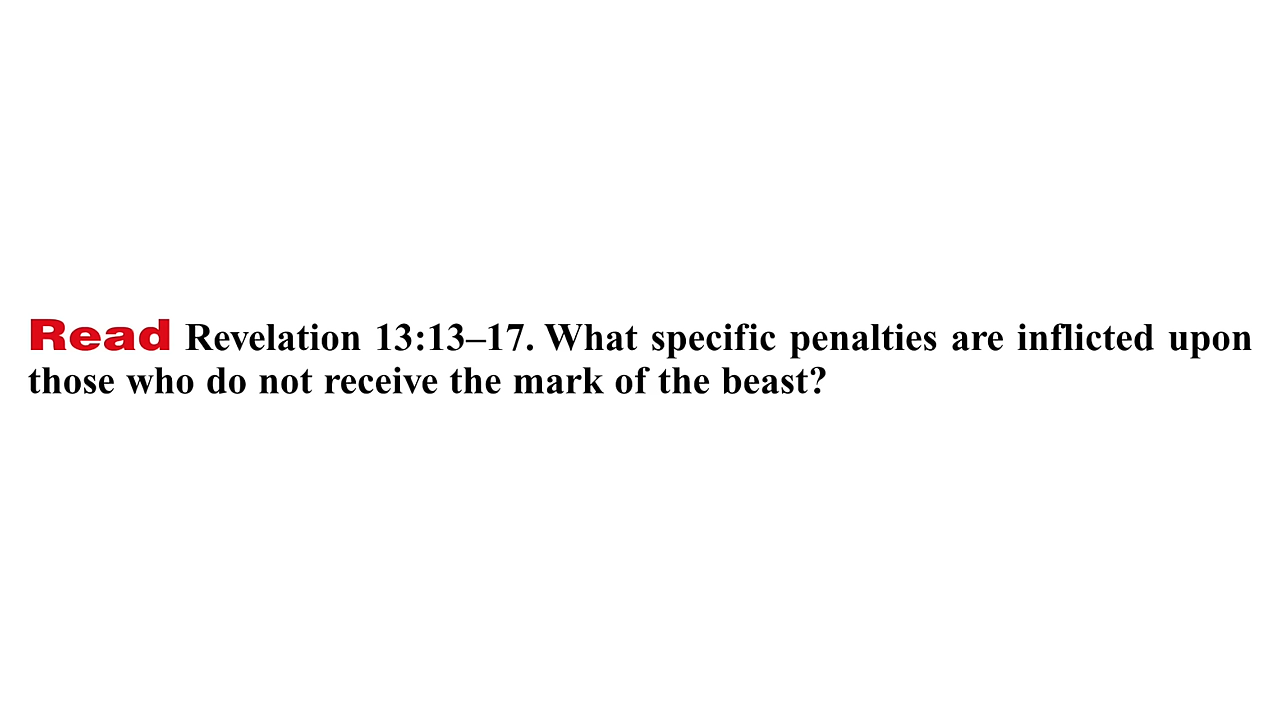 Read Revelation 13:13–17. What specific penalties are inflicted upon
those who do not receive the mark of the beast?